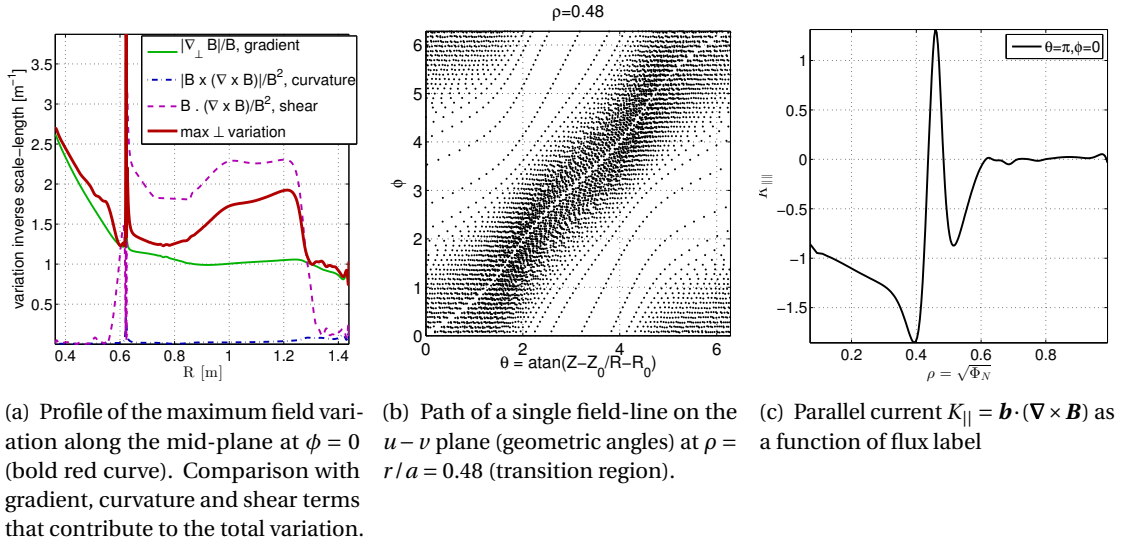 |∇⊥ B|/B, gradient
|B x (∇ x B)|/B², curvature
B . (∇ x B)/B², shear
max ⊥ variation
variation inverse scale−length [m⁻¹]
3.5
3
2.5
2
1.5
1
0.5
0.4 0.6 0.8 1 1.2 1.4
R [m]
ρ=0.48
ϕ
6
5
4
3
2
1
0
0 2 4 6
θ = atan(Z−Z₀/R−R₀)
θ=π,ϕ=0
K||
1
0.5
0
−0.5
−1
−1.5
0.2 0.4 0.6 0.8
ρ = √Φ_N
(a) Profile of the maximum field vari-
ation along the mid-plane at ϕ = 0
(bold red curve). Comparison with
gradient, curvature and shear terms
that contribute to the total variation.
(b) Path of a single field-line on the
u − v plane (geometric angles) at ρ =
r/a = 0.48 (transition region).
(c) Parallel current K|| = b·(∇ × B) as
a function of flux label